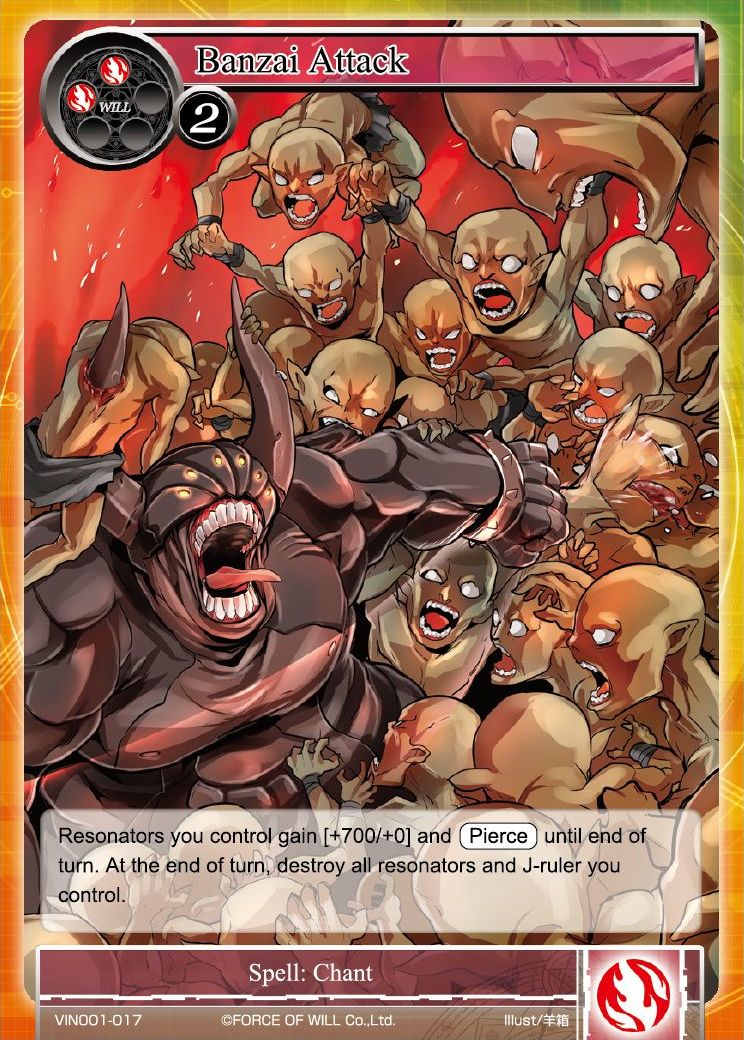 Banzai Attack
WILL
2
Resonators you control gain [+700/+0] and Pierce until end of
turn. At the end of turn, destroy all resonators and J-ruler you
control.
Spell: Chant
VIN001-017 ©FORCE OF WILL Co.,Ltd. Illust/羊箱